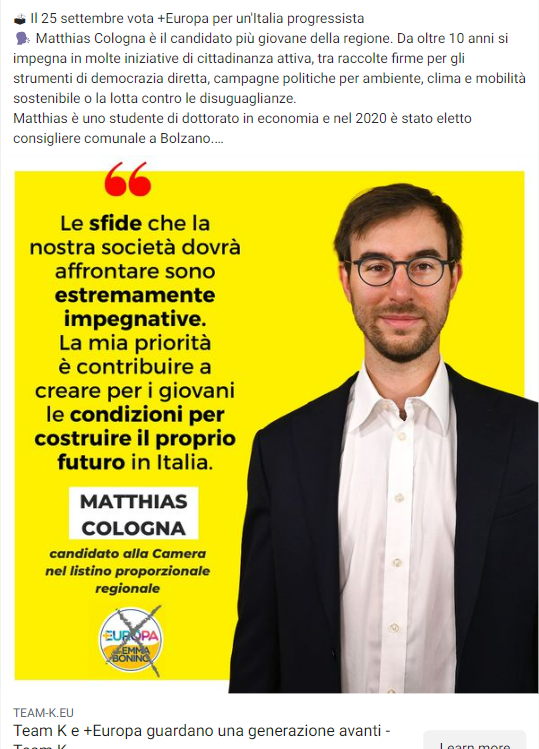 Il 25 settembre vota +Europa per un'Italia progressista
Matthias Cologna è il candidato più giovane della regione. Da oltre 10 anni si
impegna in molte iniziative di cittadinanza attiva, tra raccolte firme per gli
strumenti di democrazia diretta, campagne politiche per ambiente, clima e mobilità
sostenibile o la lotta contro le disuguaglianze.
Matthias è uno studente di dottorato in economia e nel 2020 è stato eletto
consigliere comunale a Bolzano....
Le sfide che la
nostra società dovrà
affrontare sono
estremamente
impegnative.
La mia priorità
è contribuire a
creare per i giovani
le condizioni per
costruire il proprio
futuro in Italia.
MATTHIAS
COLOGNA
candidato alla Camera
nel listino proporzionale
regionale
+EUROPA
EMMA
BONINO
TEAM-K.EU
Team K e +Europa guardano una generazione avanti -
Team K
Learn more